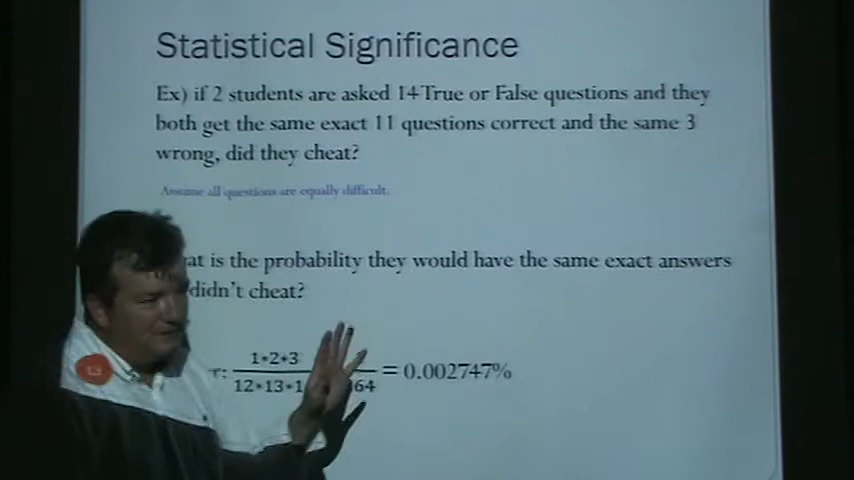 Statistical Significance
Ex) if 2 students are asked 14 True or False questions and they
both get the same exact 11 questions correct and the same 3
wrong, did they cheat?
Assume all questions are equally difficult.
is the probability they would have the same exact answers
didn't cheat?
1*2*3
= 0.002747%
12*13*1 64